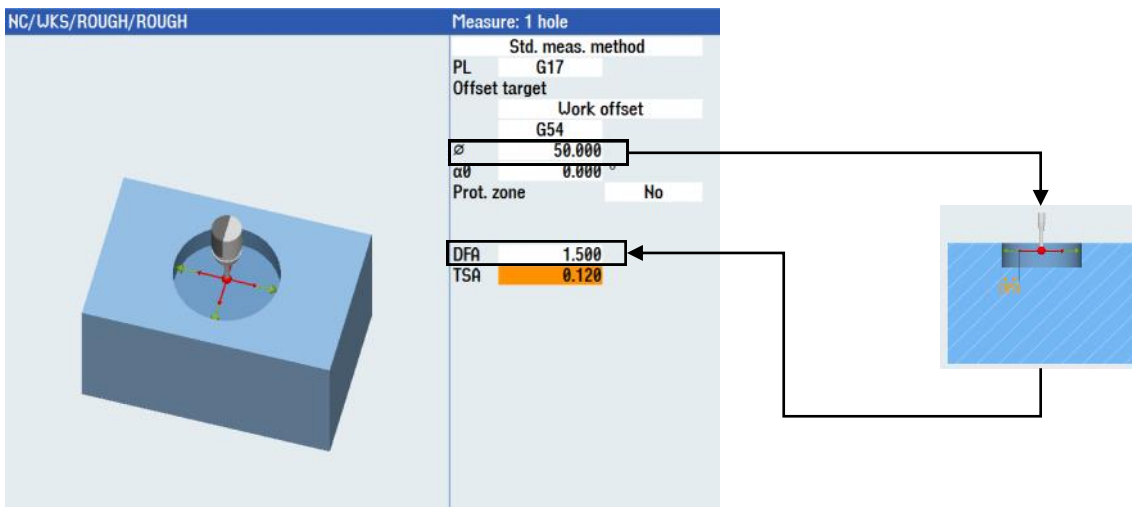 NC/WKS/ROUGH/ROUGH
Measure: 1 hole
Std. meas. method
PL G17
Offset target
Work offset
G54
Ø 50.000
α0 0.000 °
Prot. zone No
DFA 1.500
TSA 0.120